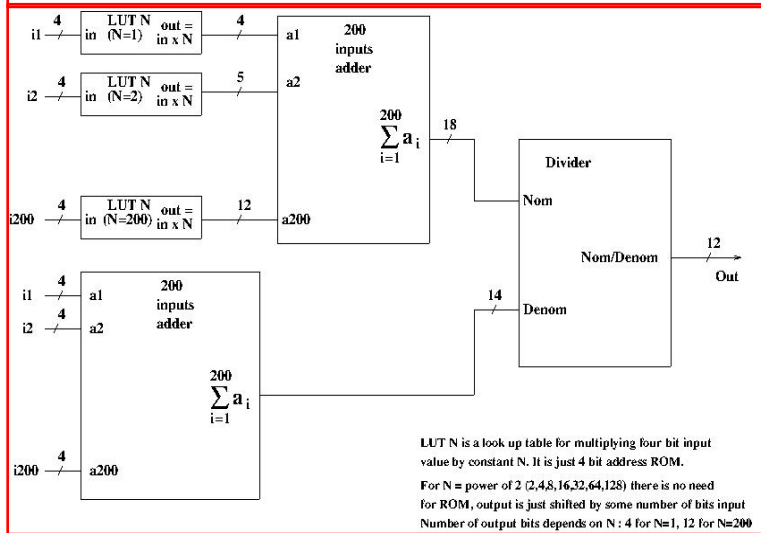 i1 4 in LUT N (N=1) out = in x N 4 a1
i2 4 in LUT N (N=2) out = in x N 5 a2
200 inputs adder
200
∑ a i
i=1
18
i200 4 in LUT N (N=200) out = in x N 12 a200
Divider
Nom
Nom/Denom
12
Out
14
Denom
i1 4 a1
i2 4 a2
200 inputs adder
200
∑ a i
i=1
i200 4 a200
LUT N is a look up table for multiplying four bit input
value by constant N. It is just 4 bit address ROM.
For N = power of 2 (2,4,8,16,32,64,128) there is no need
for ROM, output is just shifted by some number of bits input
Number of output bits depends on N : 4 for N=1, 12 for N=200